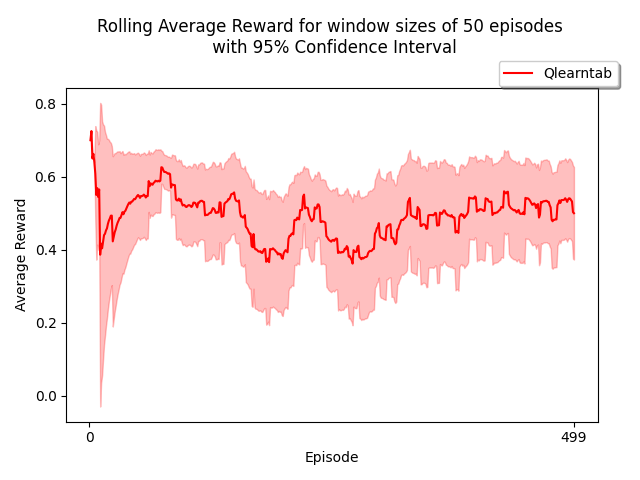 Rolling Average Reward for window sizes of 50 episodes
with 95% Confidence Interval
Qlearntab
0.8
0.6
0.4
0.2
0.0
Average Reward
0
499
Episode